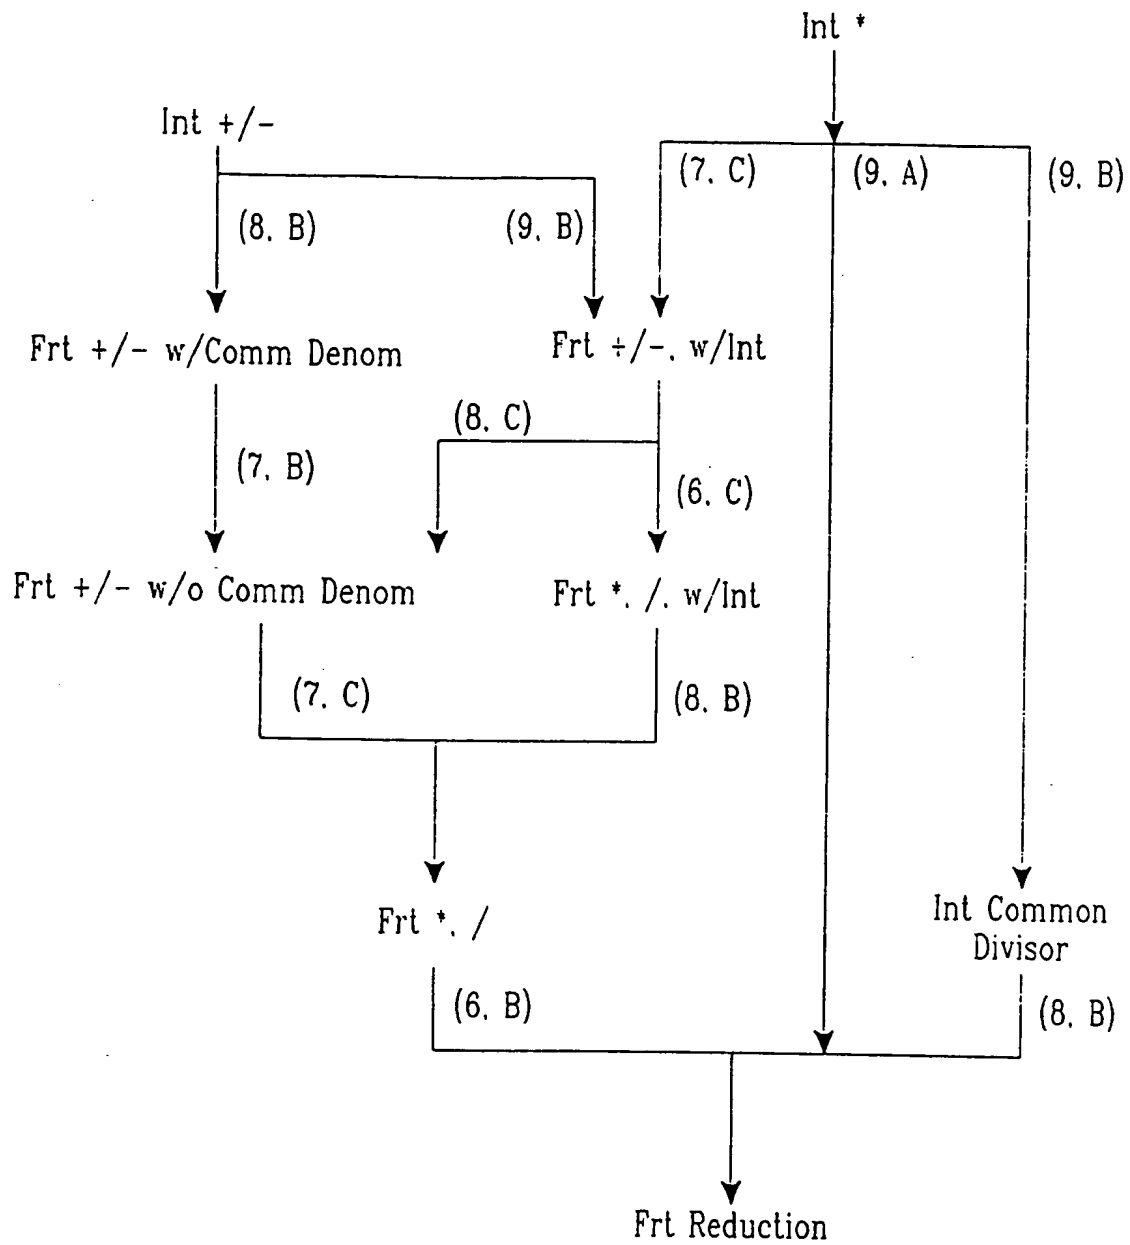 Int *
Int +/-
(7. C)
(9. A)
(9. B)
(8. B)
(9. B)
Frt +/- w/Comm Denom
Frt ÷/-. w/Int
(8. C)
(7. B)
(6. C)
Frt +/- w/o Comm Denom
Frt *. /. w/Int
(7. C)
(8. B)
Frt *. /
Int Common
Divisor
(6. B)
(8. B)
Frt Reduction